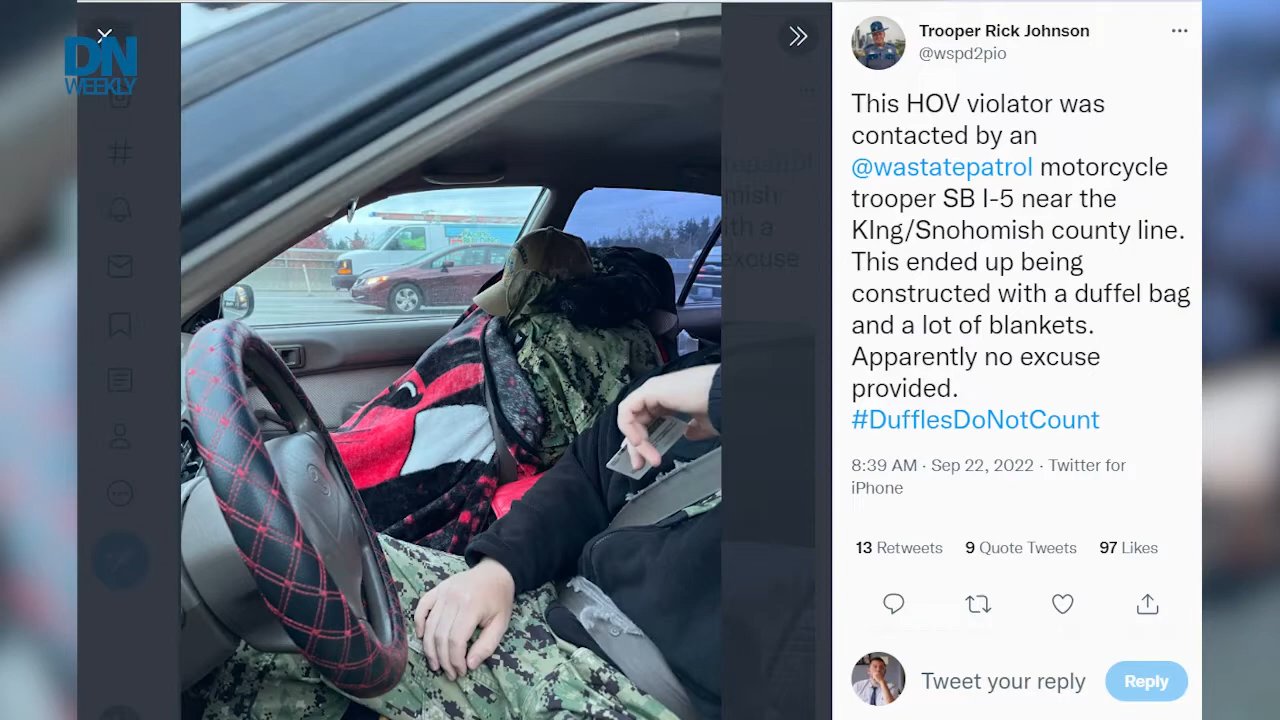 DN
WEEKLY
Trooper Rick Johnson
@wspd2pio
This HOV violator was
contacted by an
@wastatepatrol motorcycle
trooper SB I-5 near the
KIng/Snohomish county line.
This ended up being
constructed with a duffel bag
and a lot of blankets.
Apparently no excuse
provided.
#DufflesDoNotCount
8:39 AM · Sep 22, 2022 · Twitter for
iPhone
13 Retweets 9 Quote Tweets 97 Likes
Tweet your reply
Reply
mish
ith a
excuse